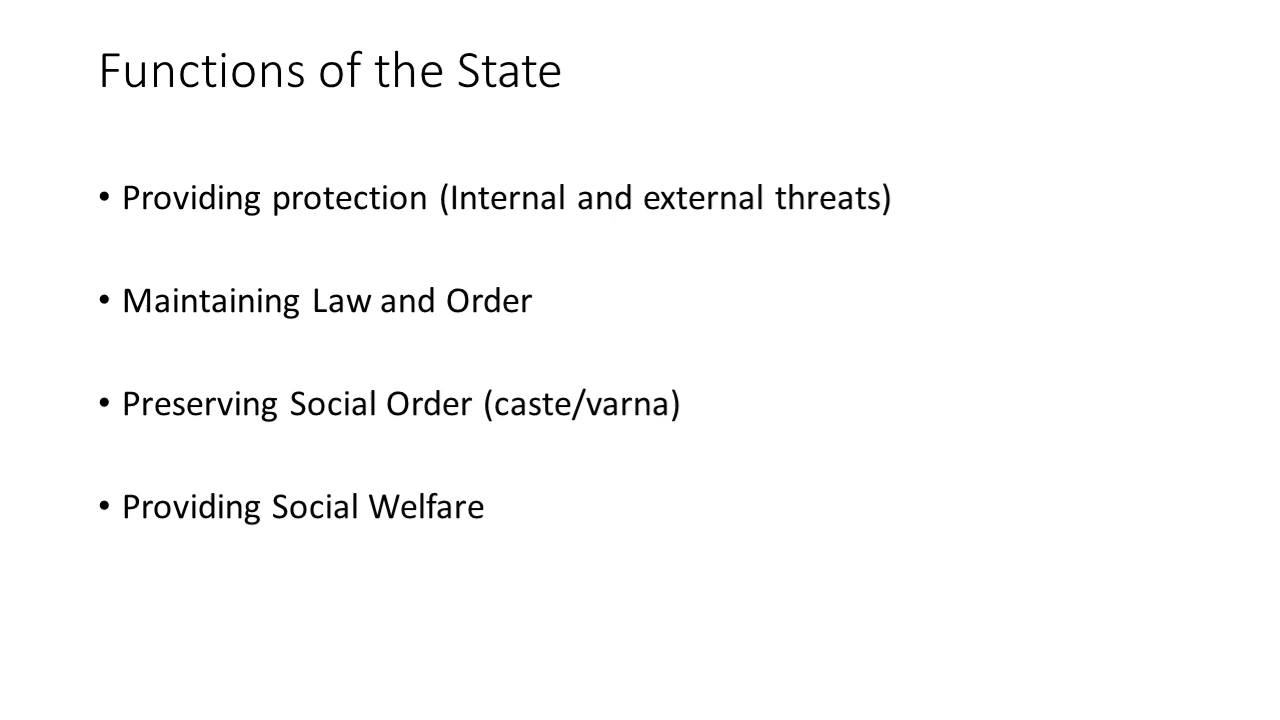 Functions of the State
• Providing protection (Internal and external threats)
• Maintaining Law and Order
• Preserving Social Order (caste/varna)
• Providing Social Welfare